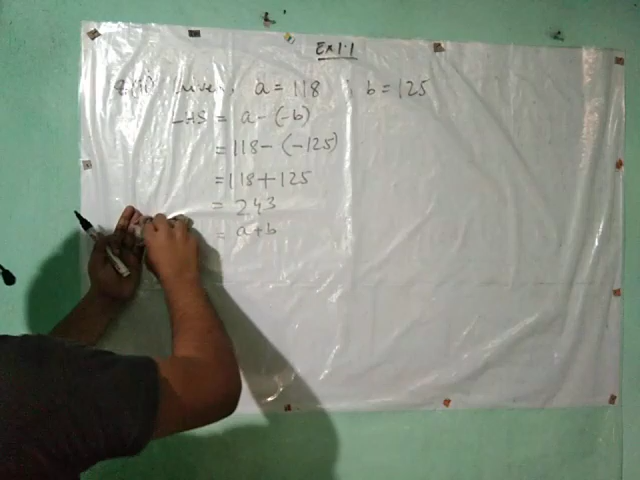 Ex 1.1
Given, a = 118 ; b = 125
LHS = a - (-b)
= 118 - (-125)
= 118 + 125
= 243
= a + b